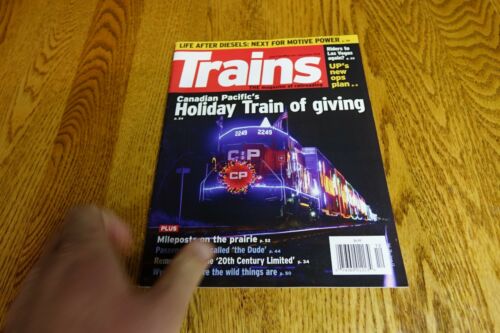 LIFE AFTER DIESELS: NEXT FOR MOTIVE POWER
Trains
Riders to
Las Vegas
again?
UP's
new
ops
plan
Canadian Pacific's
Holiday Train of giving
2249 2249
CP
CP
PLUS
Mileposts on the prairie p. 52
called 'the Dude' p. 44
'20th Century Limited' p. 34
the wild things are p. 50